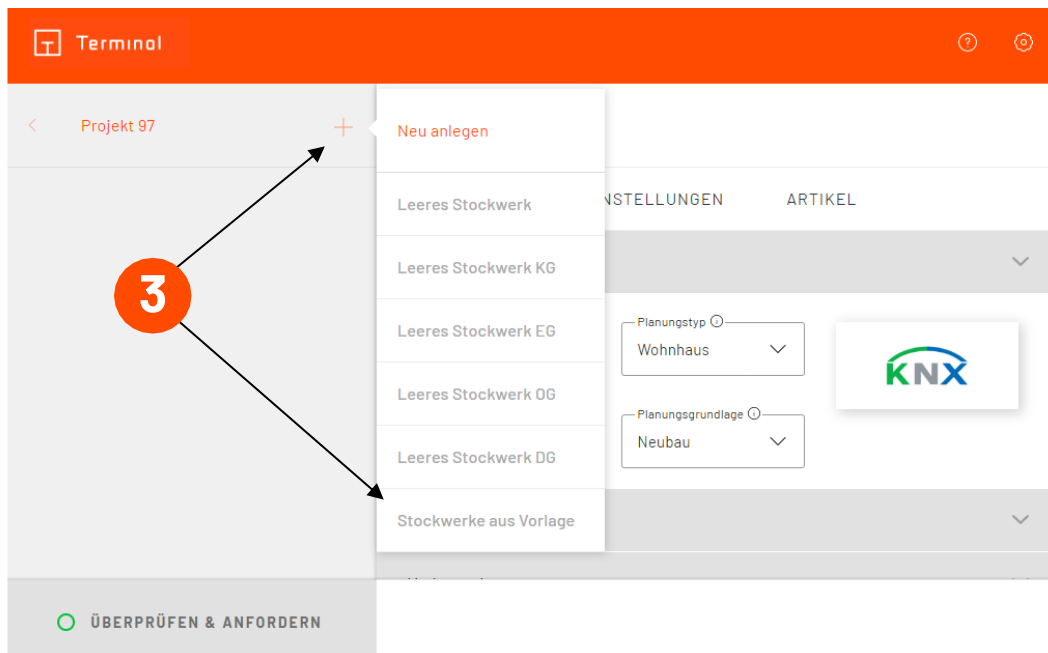 Terminal
Projekt 97
Neu anlegen
Leeres Stockwerk
NSTELLUNGEN
ARTIKEL
Leeres Stockwerk KG
3
Leeres Stockwerk EG
Planungstyp
Wohnhaus
KNX
Leeres Stockwerk OG
Planungsgrundlage
Neubau
Leeres Stockwerk DG
Stockwerke aus Vorlage
ÜBERPRÜFEN & ANFORDERN